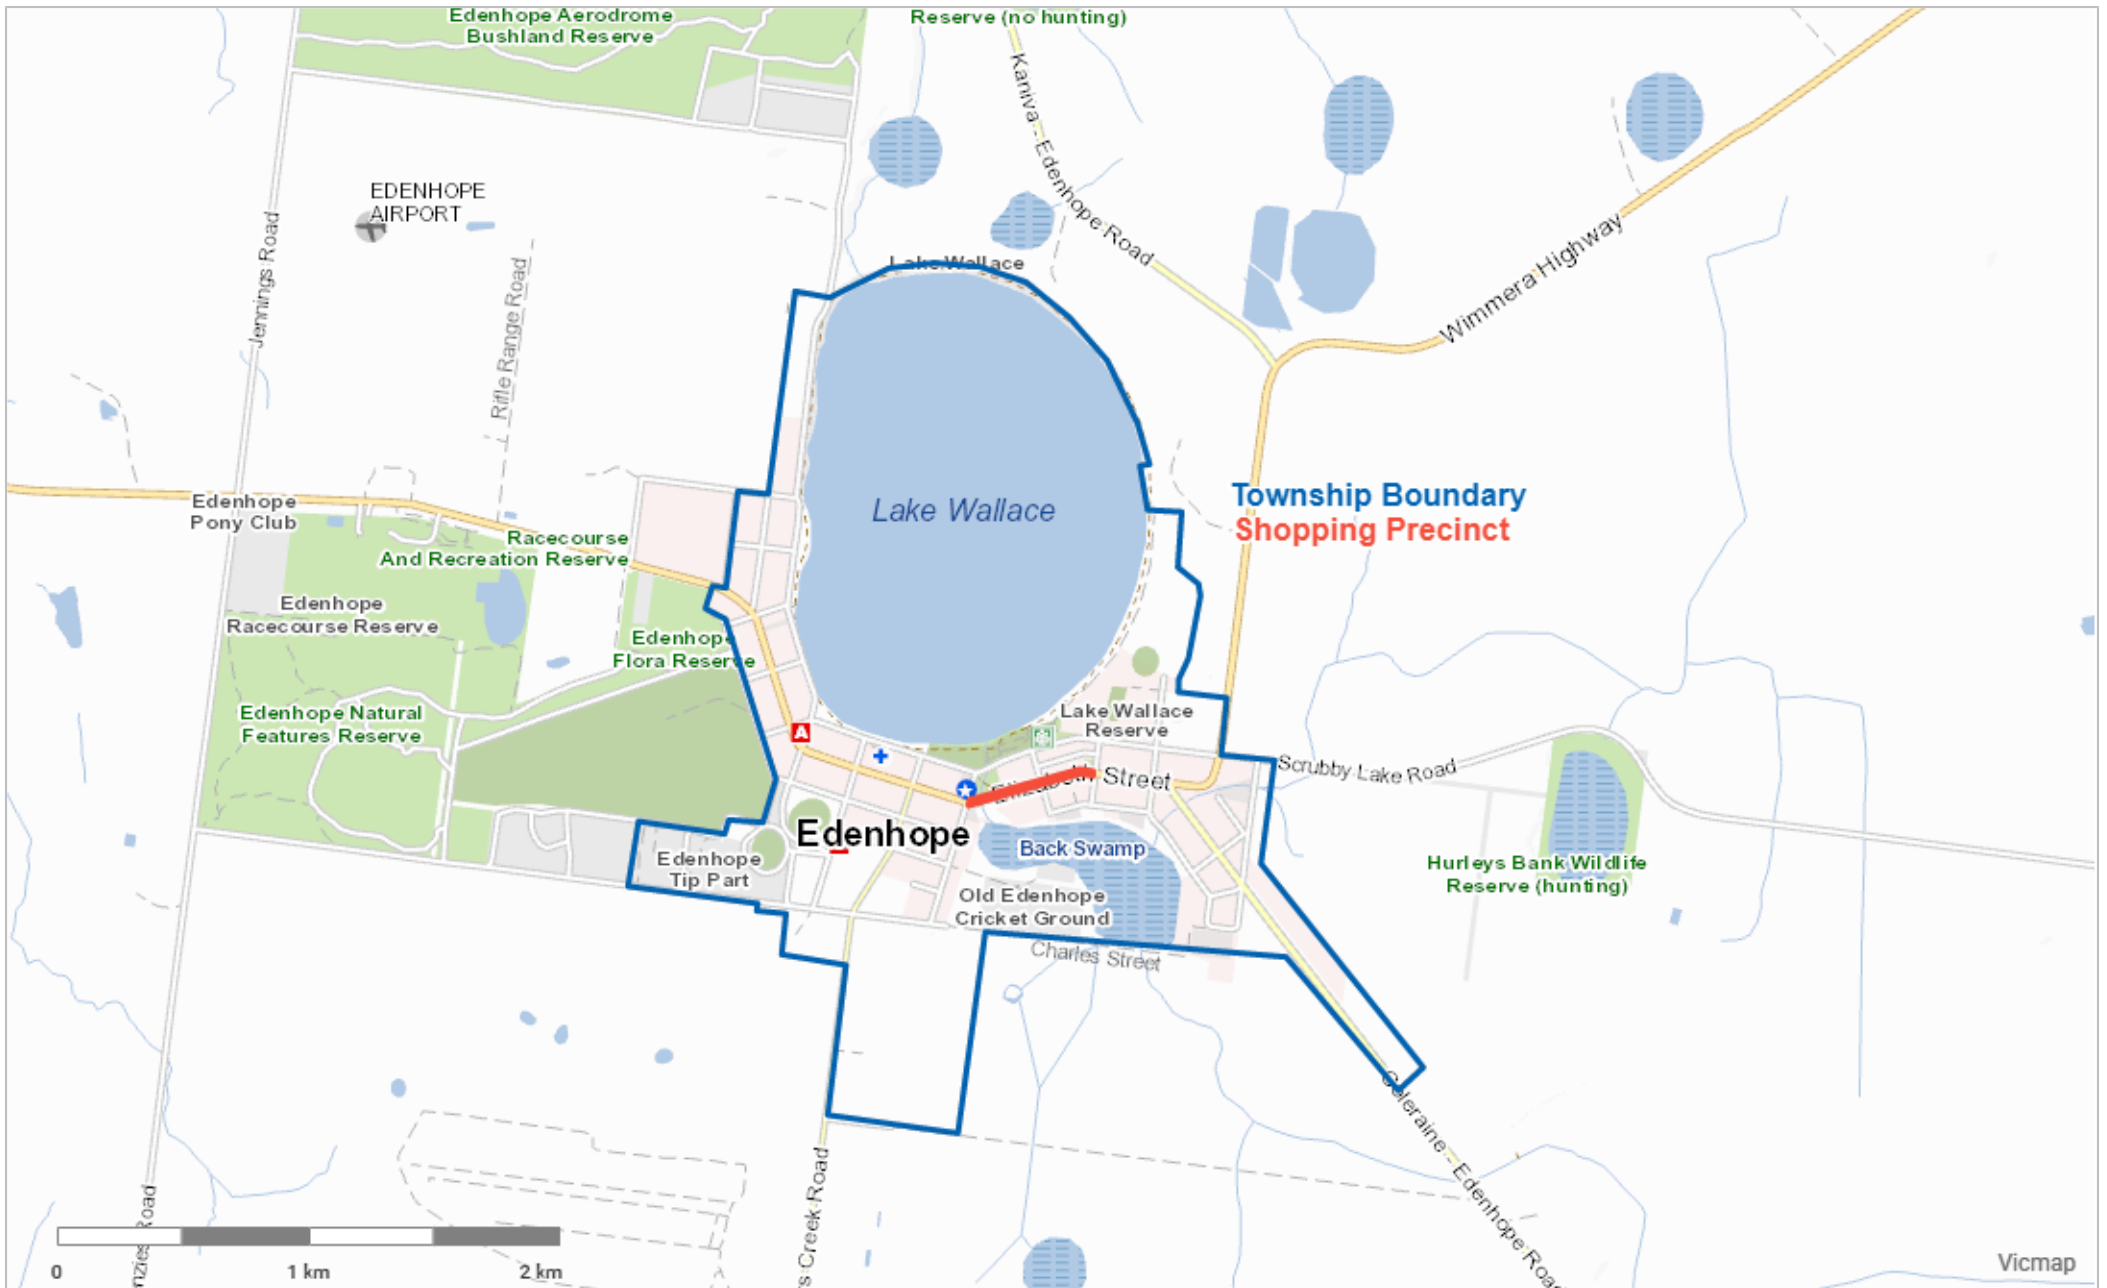 Edenhope Aerodrome
Bushland Reserve
Reserve (no hunting)
Kaniva - Edenhope Road
EDENHOPE
AIRPORT
Jennings Road
Rifle Range Road
Lake Wallace
Wimmera Highway
Edenhope
Pony Club
Racecourse
And Recreation Reserve
Lake Wallace
Township Boundary
Shopping Precinct
Edenhope
Racecourse Reserve
Edenhope
Flora Reserve
Edenhope Natural
Features Reserve
A
Lake Wallace
Reserve
Elizabeth Street
Scrubby Lake Road
Edenhope
Back Swamp
Edenhope
Tip Part
Old Edenhope
Cricket Ground
Hurleys Bank Wildlife
Reserve (hunting)
Charles Street
Coleraine - Edenhope Road
s Creek Road
nzies Road
0 1 km 2 km
Vicmap